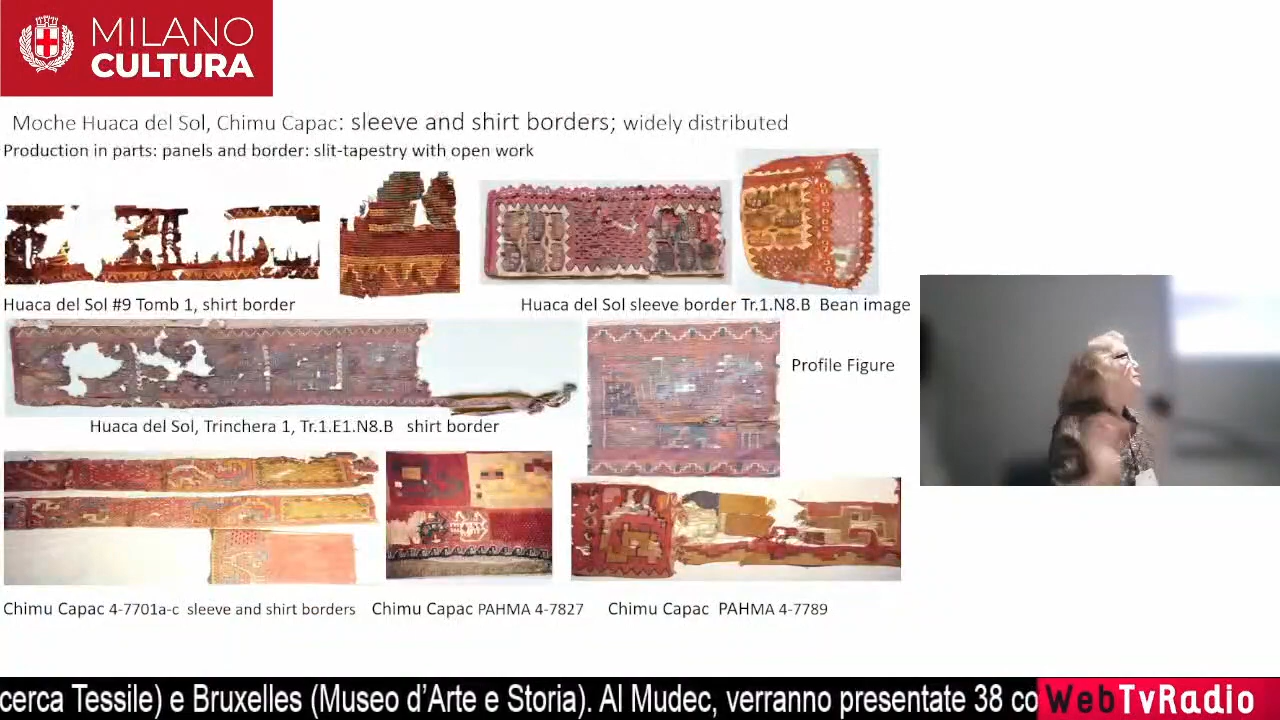 MILANO
CULTURA
Moche Huaca del Sol, Chimu Capac: sleeve and shirt borders; widely distributed
Production in parts: panels and border: slit-tapestry with open work
Huaca del Sol #9 Tomb 1, shirt border
Huaca del Sol sleeve border Tr.1.N8.B Bean image
Profile Figure
Huaca del Sol, Trinchera 1, Tr.1.E1.N8.B shirt border
Chimu Capac 4-7701a-c sleeve and shirt borders
Chimu Capac PAHMA 4-7827
Chimu Capac PAHMA 4-7789
cerca Tessile) e Bruxelles (Museo d'Arte e Storia). Al Mudec, verranno presentate 38 co
WebTvRadio